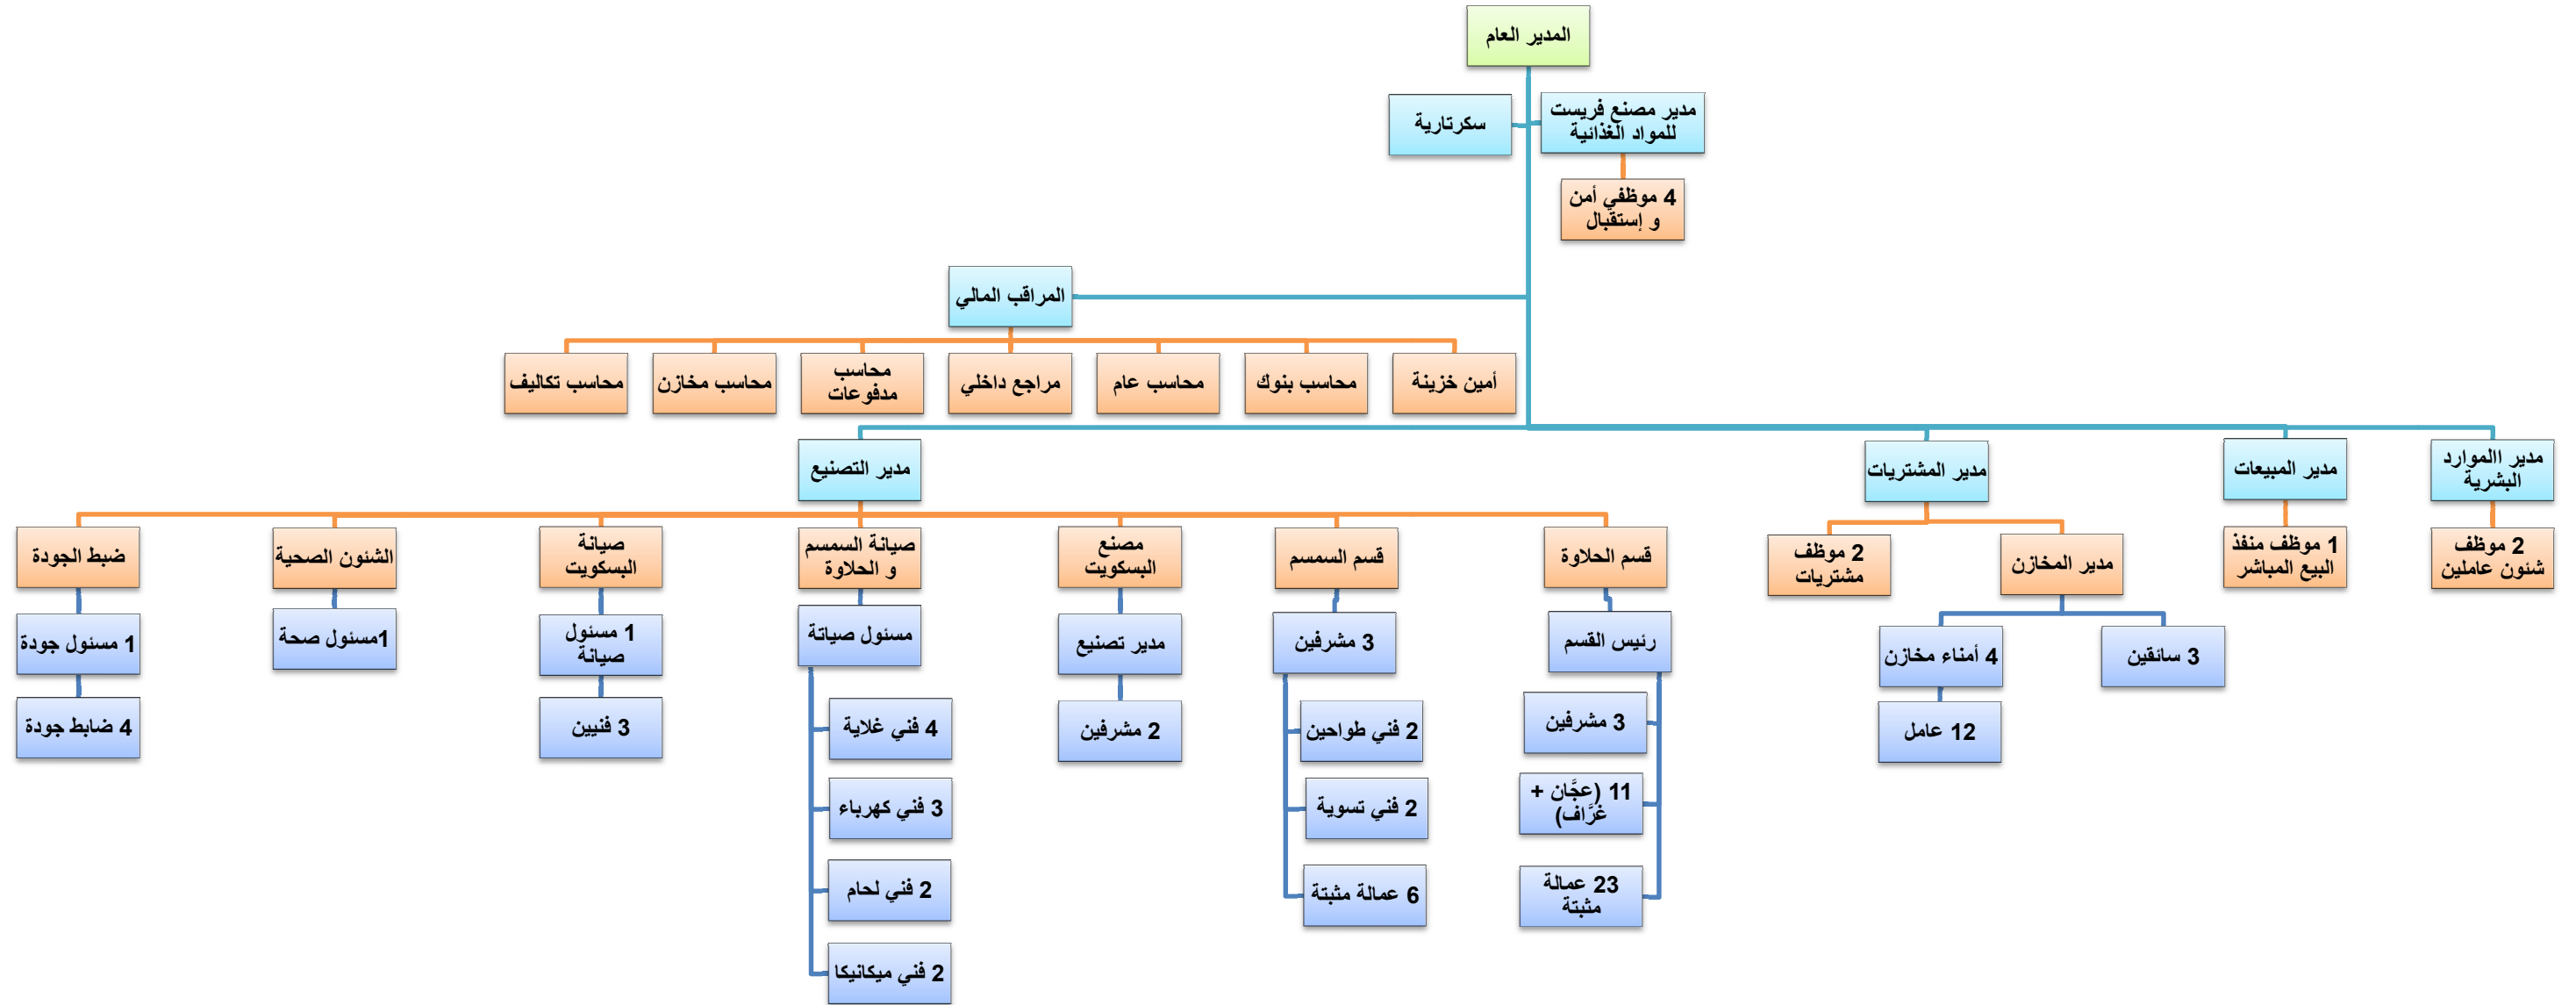 المدير العام
مدير مصنع فريست
للمواد الغذائية
سكرتارية
4 موظفي أمن
و إستقبال
المراقب المالي
أمين خزينة
محاسب بنوك
محاسب عام
مراجع داخلي
محاسب
مدفوعات
محاسب مخازن
محاسب تكاليف
مدير االموارد
البشرية
مدير المبيعات
مدير المشتريات
مدير التصنيع
2 موظف
شئون عاملين
1 موظف منفذ
البيع المباشر
مدير المخازن
2 موظف
مشتريات
قسم الحلاوة
قسم السمسم
مصنع
البسكويت
صيانة السمسم
و الحلاوة
صيانة
البسكويت
الشئون الصحية
ضبط الجودة
3 سائقين
4 أمناء مخازن
12 عامل
رئيس القسم
3 مشرفين
11 (عجَّان +
غرَّاف)
23 عمالة
مثبتة
3 مشرفين
2 فني طواحين
2 فني تسوية
6 عمالة مثبتة
مدير تصنيع
2 مشرفين
مسئول صياتة
4 فني غلاية
3 فني كهرباء
2 فني لحام
2 فني ميكانيكا
1 مسئول
صيانة
3 فنيين
1مسئول صحة
1 مسئول جودة
4 ضابط جودة